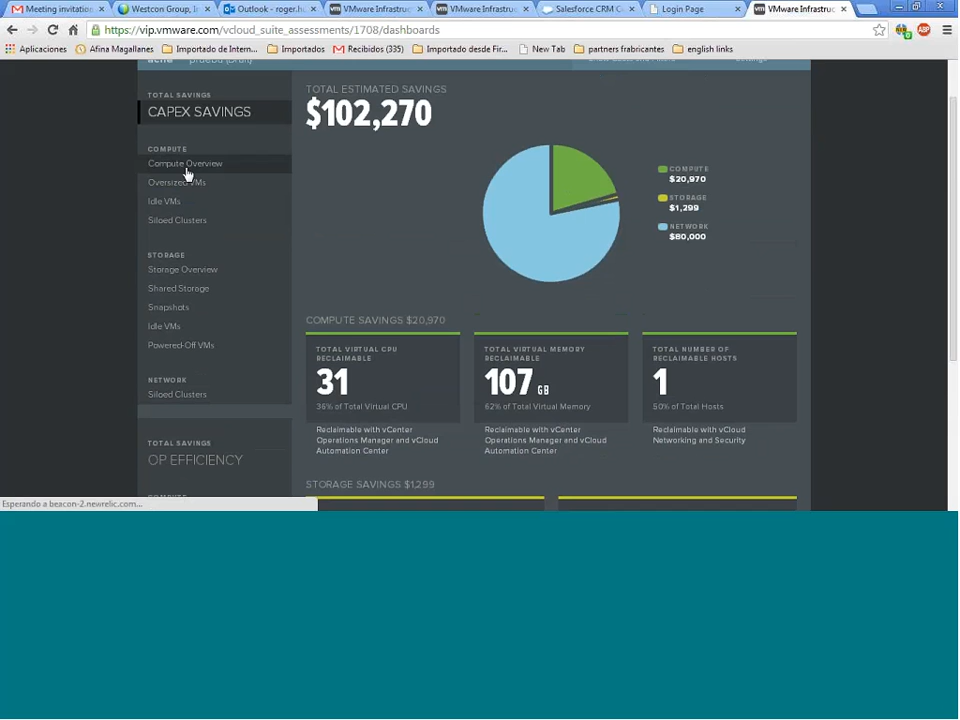 Meeting invitation
Westcon Group, In
Outlook - roger.h
VMware Infrastruc
VMware Infrastruc
Salesforce CRM C
Login Page
VMware Infrastruc
https://vip.vmware.com/vcloud_suite_assessments/1708/dashboards
Aplicaciones
Afina Magallanes
Importado de Intern...
Importados
Recibidos (335)
Importado desde Fir...
New Tab
partners frabricantes
english links
TOTAL SAVINGS
CAPEX SAVINGS
COMPUTE
Compute Overview
Oversized VMs
Idle VMs
Siloed Clusters
STORAGE
Storage Overview
Shared Storage
Snapshots
Idle VMs
Powered-Off VMs
NETWORK
Siloed Clusters
TOTAL SAVINGS
OP EFFICIENCY
TOTAL ESTIMATED SAVINGS
$102,270
COMPUTE
$20,970
STORAGE
$1,299
NETWORK
$80,000
COMPUTE SAVINGS $20,970
TOTAL VIRTUAL CPU
RECLAIMABLE
31
36% of Total Virtual CPU
Reclaimable with vCenter
Operations Manager and vCloud
Automation Center
TOTAL VIRTUAL MEMORY
RECLAIMABLE
107 GB
62% of Total Virtual Memory
Reclaimable with vCenter
Operations Manager and vCloud
Automation Center
TOTAL NUMBER OF
RECLAIMABLE HOSTS
1
50% of Total Hosts
Reclaimable with vCloud
Networking and Security
STORAGE SAVINGS $1,299
Esperando a beacon-2.newrelic.com...